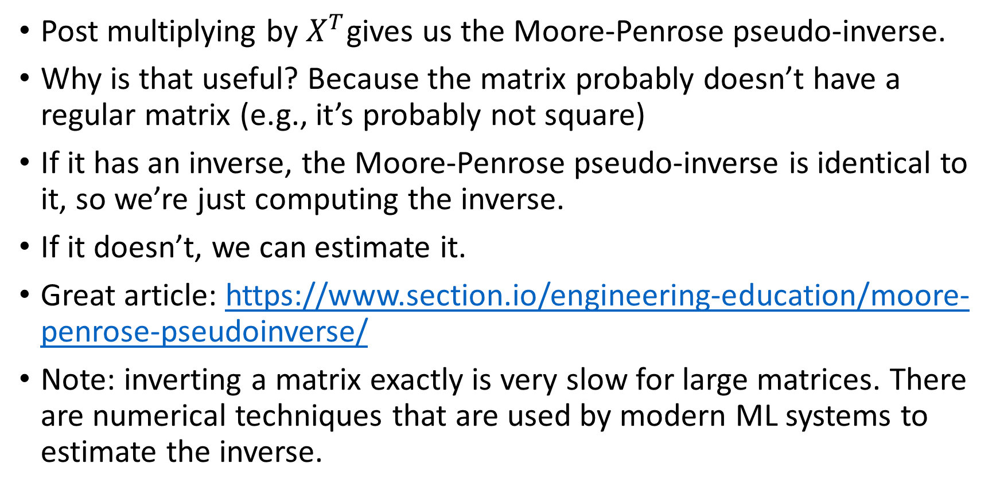 • Post multiplying by Xᵀ gives us the Moore-Penrose pseudo-inverse.
• Why is that useful? Because the matrix probably doesn’t have a
regular matrix (e.g., it’s probably not square)
• If it has an inverse, the Moore-Penrose pseudo-inverse is identical to
it, so we’re just computing the inverse.
• If it doesn’t, we can estimate it.
• Great article: https://www.section.io/engineering-education/moore-
penrose-pseudoinverse/
• Note: inverting a matrix exactly is very slow for large matrices. There
are numerical techniques that are used by modern ML systems to
estimate the inverse.